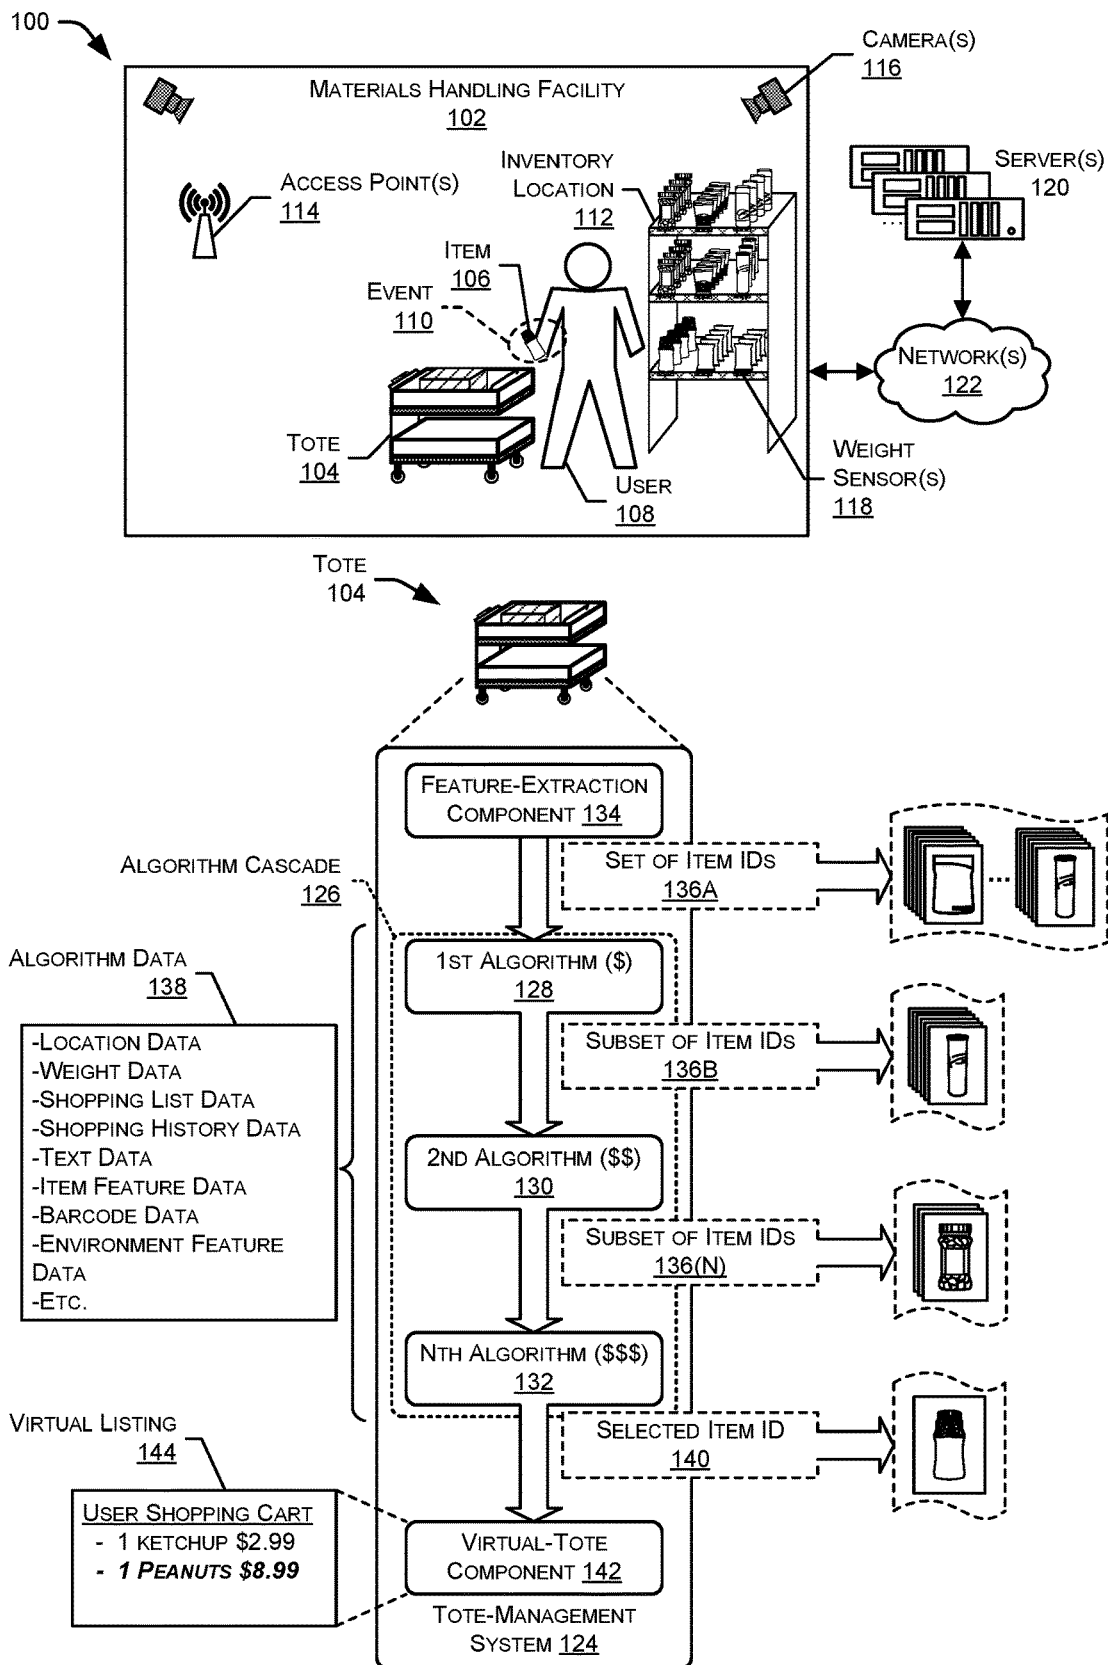 100
CAMERA(S)
116
MATERIALS HANDLING FACILITY
102
INVENTORY
LOCATION
112
SERVER(S)
120
ACCESS POINT(S)
114
ITEM
106
EVENT
110
NETWORK(S)
122
TOTE
104
USER
108
WEIGHT
SENSOR(S)
118
TOTE
104
FEATURE-EXTRACTION
COMPONENT 134
SET OF ITEM IDS
136A
ALGORITHM CASCADE
126
1ST ALGORITHM ($)
128
ALGORITHM DATA
138
-LOCATION DATA
-WEIGHT DATA
-SHOPPING LIST DATA
-SHOPPING HISTORY DATA
-TEXT DATA
-ITEM FEATURE DATA
-BARCODE DATA
-ENVIRONMENT FEATURE
DATA
-ETC.
SUBSET OF ITEM IDS
136B
2ND ALGORITHM ($$)
130
SUBSET OF ITEM IDS
136(N)
NTH ALGORITHM ($$$)
132
SELECTED ITEM ID
140
VIRTUAL LISTING
144
USER SHOPPING CART
- 1 KETCHUP $2.99
- 1 PEANUTS $8.99
VIRTUAL-TOTE
COMPONENT 142
TOTE-MANAGEMENT
SYSTEM 124